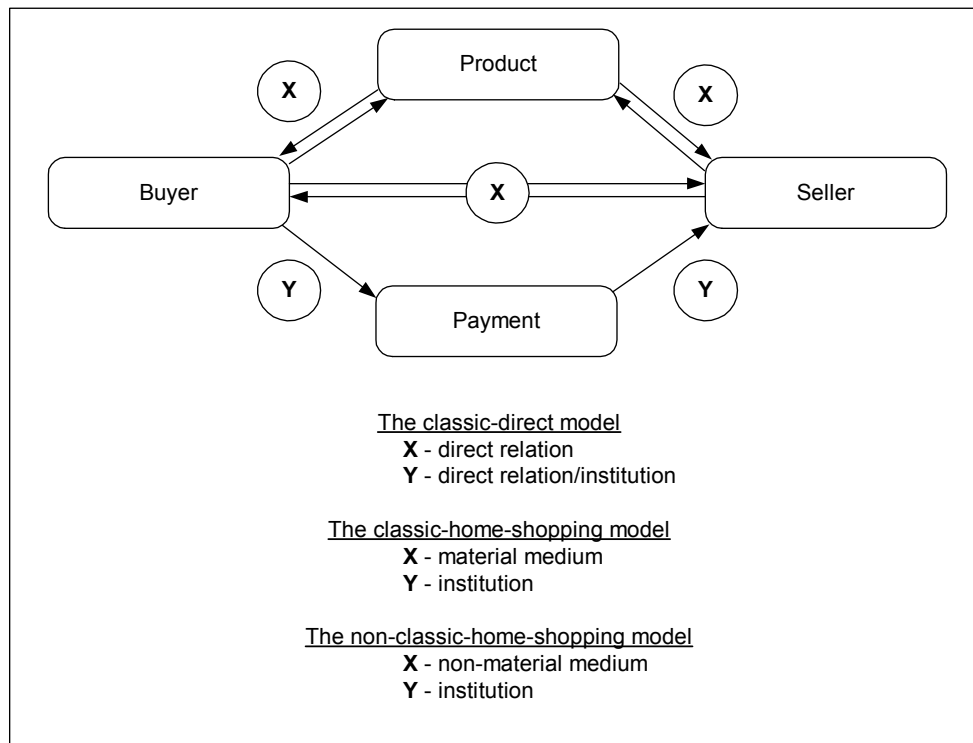 Product
X
X
Buyer
X
Seller
Y
Y
Payment
The classic-direct model
X - direct relation
Y - direct relation/institution
The classic-home-shopping model
X - material medium
Y - institution
The non-classic-home-shopping model
X - non-material medium
Y - institution